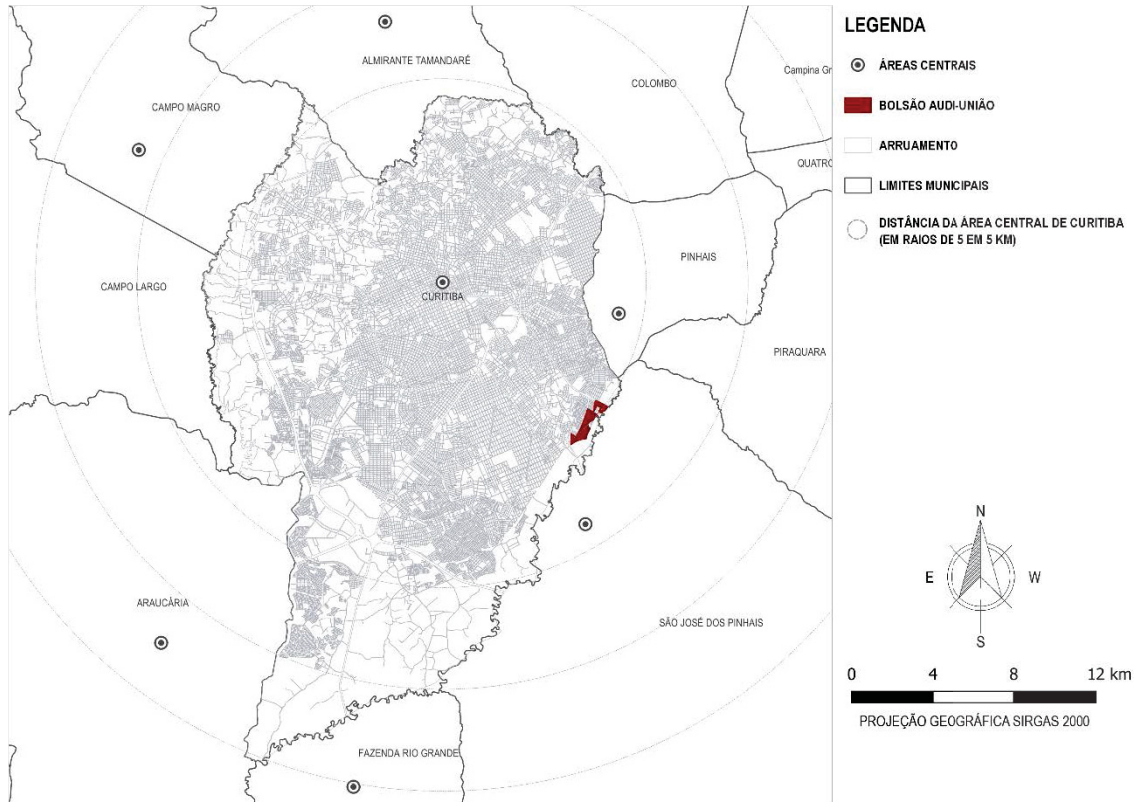 ALMIRANTE TAMANDARÉ
COLOMBO
Campina Gr
CAMPO MAGRO
QUATRO
CAMPO LARGO
CURITIBA
PINHAIS
PIRAQUARA
ARAUCÁRIA
SÃO JOSÉ DOS PINHAIS
FAZENDA RIO GRANDE
LEGENDA
ÁREAS CENTRAIS
BOLSÃO AUDI-UNIÃO
ARRUAMENTO
LIMITES MUNICIPAIS
DISTÂNCIA DA ÁREA CENTRAL DE CURITIBA
(EM RAIOS DE 5 EM 5 KM)
N
E W
S
0 4 8 12 km
PROJEÇÃO GEOGRÁFICA SIRGAS 2000